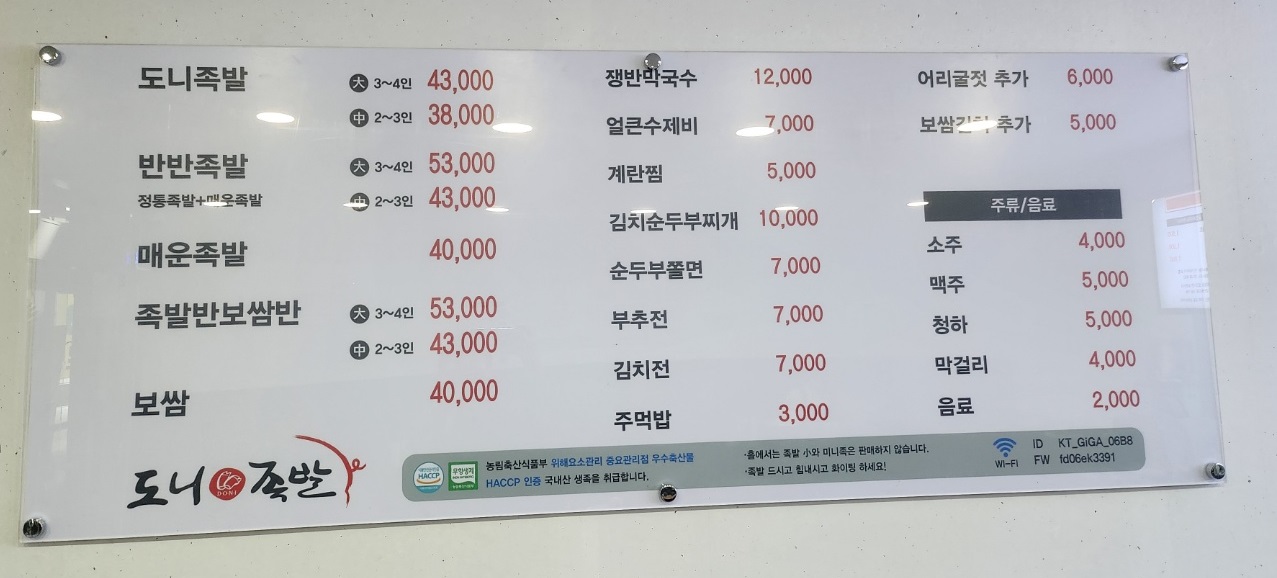 도니족발 大 3~4인 43,000
中 2~3인 38,000
반반족발 大 3~4인 53,000
정통족발+매운족발 中 2~3인 43,000
매운족발 40,000
족발반보쌈반 大 3~4인 53,000
中 2~3인 43,000
보쌈 40,000
쟁반막국수 12,000
얼큰수제비 7,000
계란찜 5,000
김치순두부찌개 10,000
순두부쫄면 7,000
부추전 7,000
김치전 7,000
주먹밥 3,000
어리굴젓 추가 6,000
보쌈김치 추가 5,000
주류/음료
소주 4,000
맥주 5,000
청하 5,000
막걸리 4,000
음료 2,000
도니 DONI 족발
HACCP
무항생제
농림축산식품부 위해요소관리 중요관리점 우수축산물
HACCP 인증 국내산 생족을 취급합니다.
·홀에서는 족발 小와 미니족은 판매하지 않습니다.
·족발 드시고 힘내시고 화이팅 하세요!
WI-FI
ID KT_GiGA_06B8
FW fd06ek3391